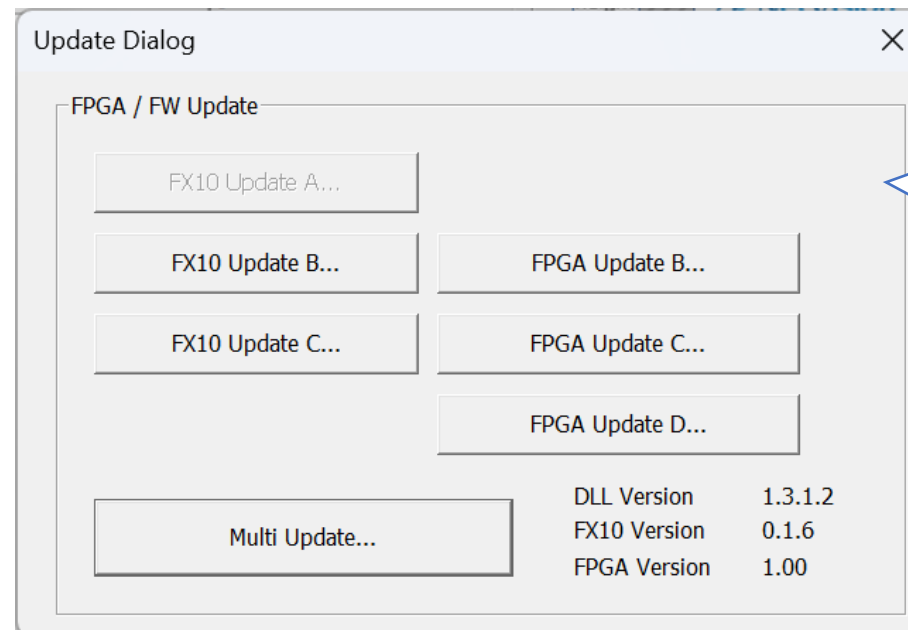 Update Dialog
FPGA / FW Update
FX10 Update A...
FX10 Update B... FPGA Update B...
FX10 Update C... FPGA Update C...
FPGA Update D...
Multi Update...
DLL Version 1.3.1.2
FX10 Version 0.1.6
FPGA Version 1.00